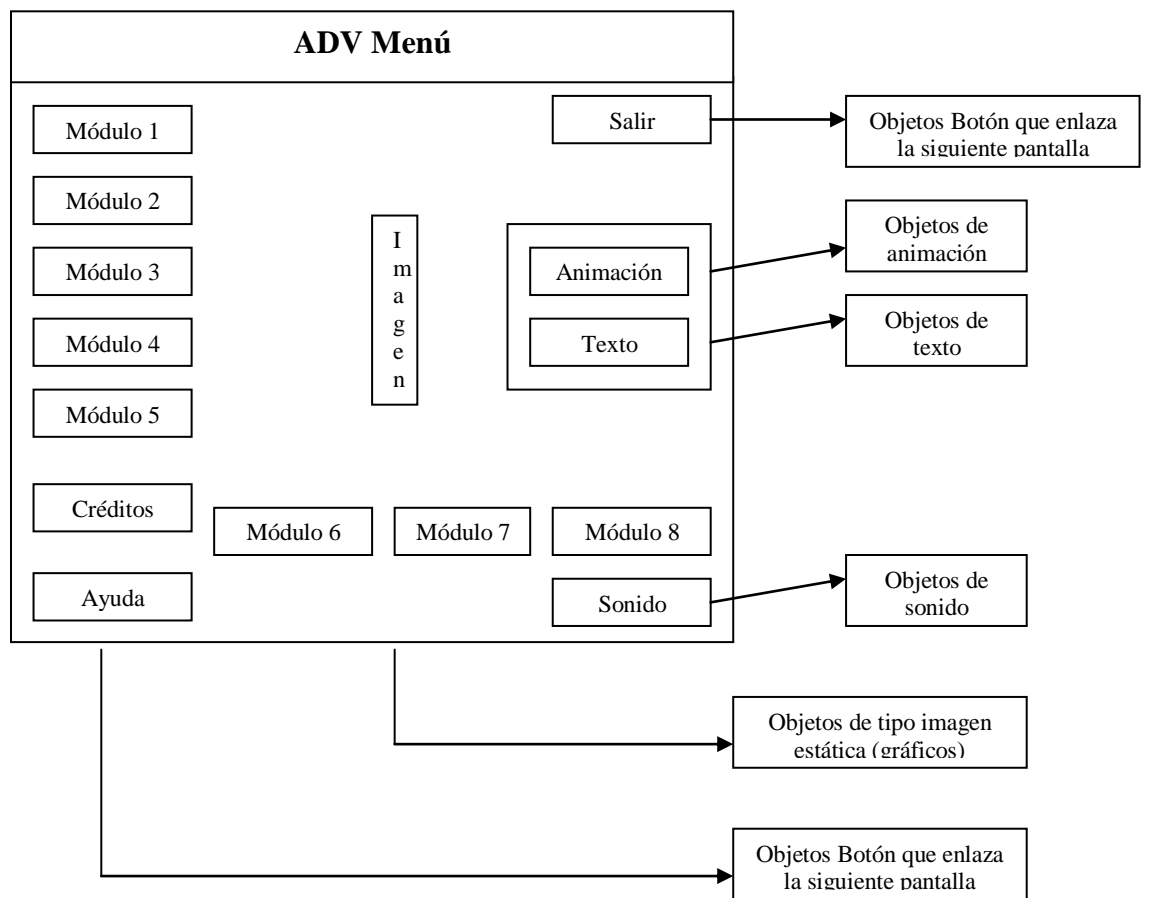 ADV Menú
Módulo 1
Salir
Objetos Botón que enlaza
la siguiente pantalla
Módulo 2
Módulo 3
Módulo 4
Módulo 5
Imagen
Animación
Texto
Objetos de
animación
Objetos de
texto
Créditos
Módulo 6
Módulo 7
Módulo 8
Ayuda
Sonido
Objetos de
sonido
Objetos de tipo imagen
estática (gráficos)
Objetos Botón que enlaza
la siguiente pantalla